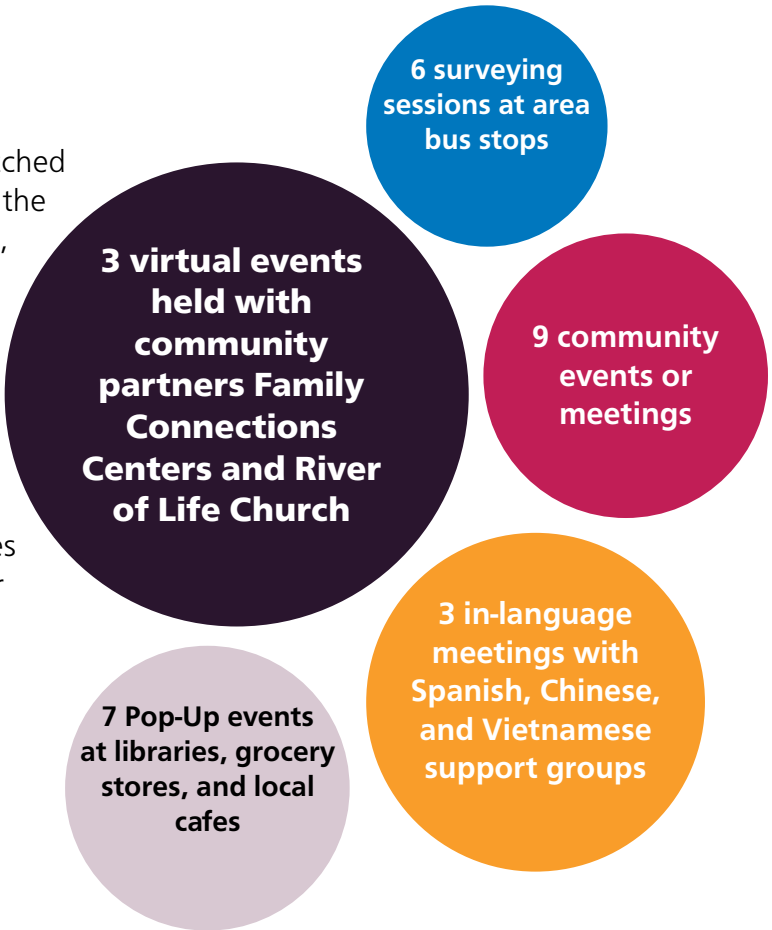 6 surveying
sessions at area
bus stops
the
,
3 virtual events
held with
community
partners Family
Connections
Centers and River
of Life Church
9 community
events or
meetings
3 in-language
meetings with
Spanish, Chinese,
and Vietnamese
support groups
7 Pop-Up events
at libraries, grocery
stores, and local
cafes